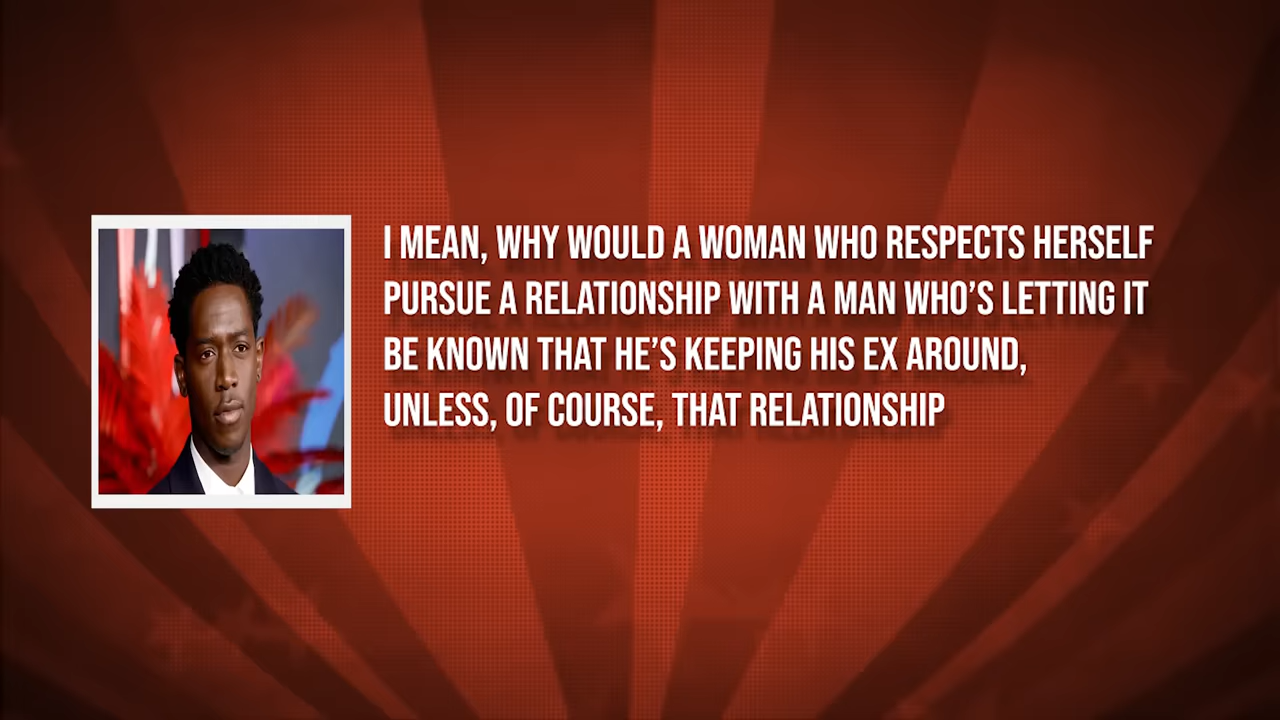 I MEAN, WHY WOULD A WOMAN WHO RESPECTS HERSELF
PURSUE A RELATIONSHIP WITH A MAN WHO'S LETTING IT
BE KNOWN THAT HE'S KEEPING HIS EX AROUND,
UNLESS, OF COURSE, THAT RELATIONSHIP